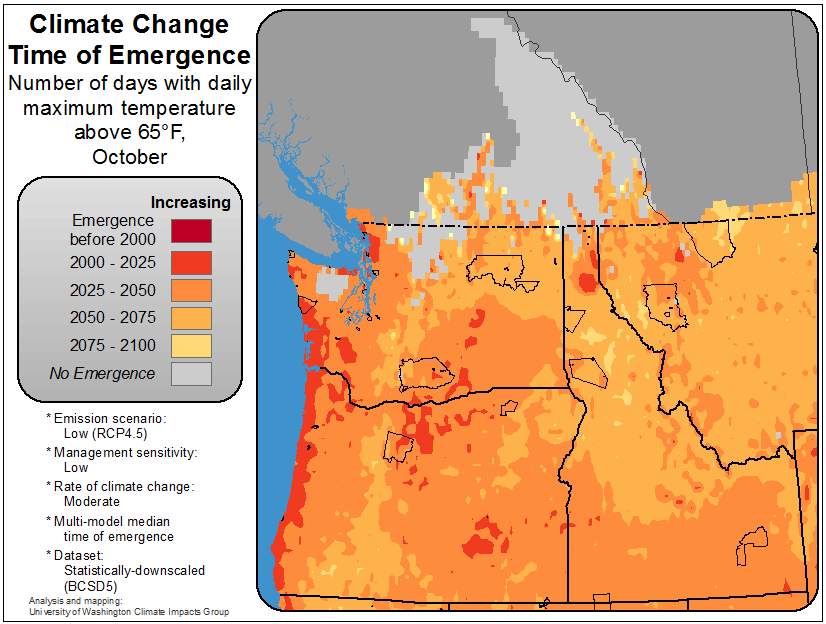 Climate Change
Time of Emergence
Number of days with daily
maximum temperature
above 65°F,
October
Increasing
Emergence
before 2000
2000 - 2025
2025 - 2050
2050 - 2075
2075 - 2100
No Emergence
* Emission scenario:
Low (RCP4.5)
* Management sensitivity:
Low
* Rate of climate change:
Moderate
* Multi-model median
time of emergence
* Dataset:
Statistically-downscaled
(BCSD5)
Analysis and mapping:
University of Washington Climate Impacts Group